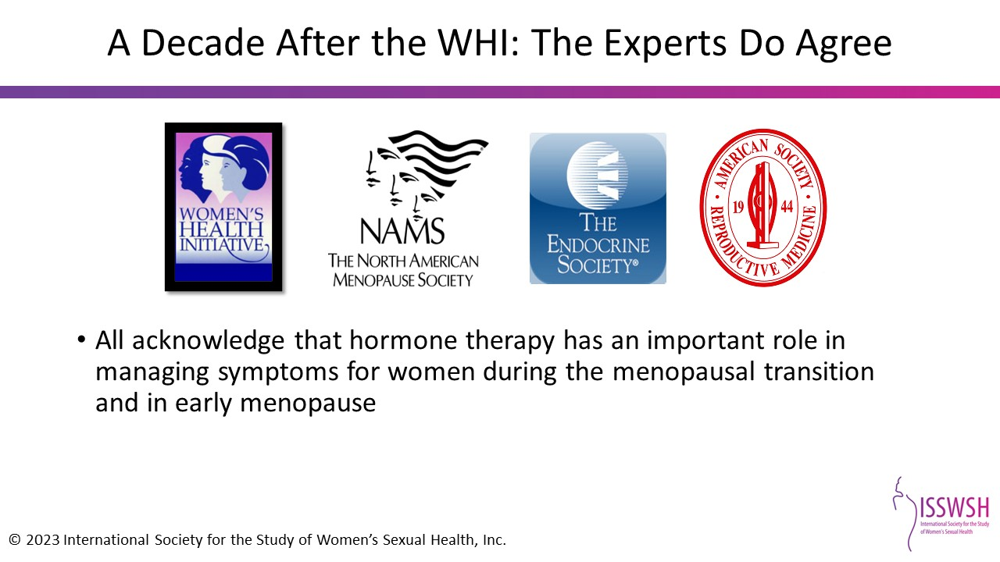 A Decade After the WHI: The Experts Do Agree
WOMEN'S
HEALTH
INITIATIVE
NAMS
THE NORTH AMERICAN
MENOPAUSE SOCIETY
THE
ENDOCRINE
SOCIETY®
AMERICAN SOCIETY
19 44
REPRODUCTIVE MEDICINE
• All acknowledge that hormone therapy has an important role in
managing symptoms for women during the menopausal transition
and in early menopause
ISSWSH
International Society for the Study
of Women's Sexual Health
© 2023 International Society for the Study of Women’s Sexual Health, Inc.